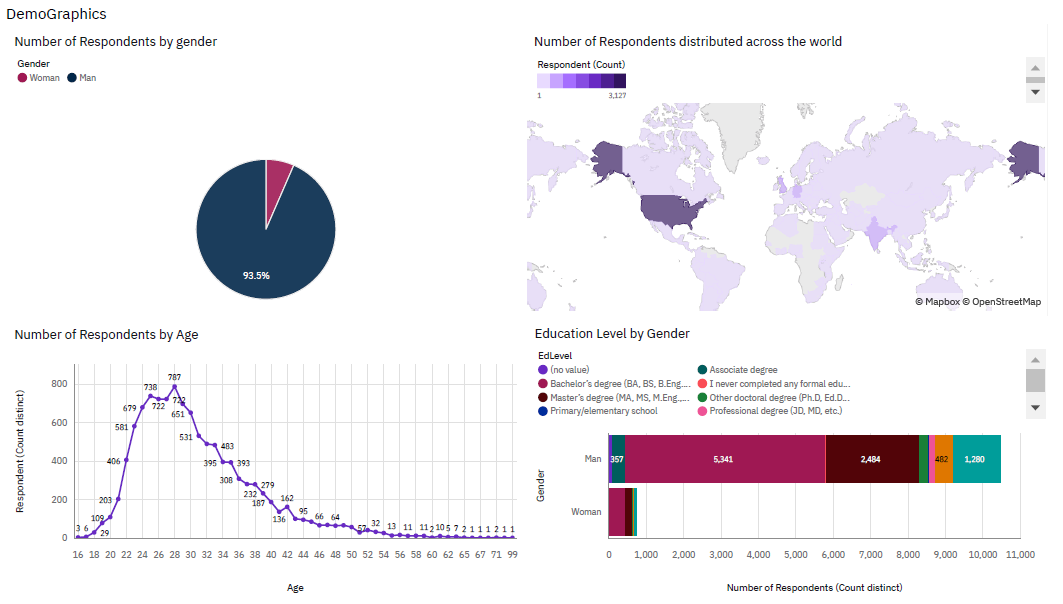 DemoGraphics
Number of Respondents by gender
Gender
Woman Man
93.5%
Number of Respondents distributed across the world
Respondent (Count)
1 3,127
© Mapbox © OpenStreetMap
Number of Respondents by Age
Respondent (Count distinct)
800
600
400
200
0
3 6 29 109 203 406 581 679 738 722 787 722 651 531 395 483 308 393 232 187 279 136 162 95 66 64 57 32 13 11 11 2 10 5 7 2 1 1 1 2 1 1
16 18 20 22 24 26 28 30 32 34 36 38 40 42 44 46 48 50 52 54 56 58 60 62 65 67 71 99
Age
Education Level by Gender
EdLevel
(no value) Associate degree
Bachelor's degree (BA, BS, B.Eng.... I never completed any formal edu...
Master's degree (MA, MS, M.Eng.,... Other doctoral degree (Ph.D, Ed.D...
Primary/elementary school Professional degree (JD, MD, etc.)
Gender
Man 357 5,341 2,484 482 1,280
Woman
0 1,000 2,000 3,000 4,000 5,000 6,000 7,000 8,000 9,000 10,000 11,000
Number of Respondents (Count distinct)